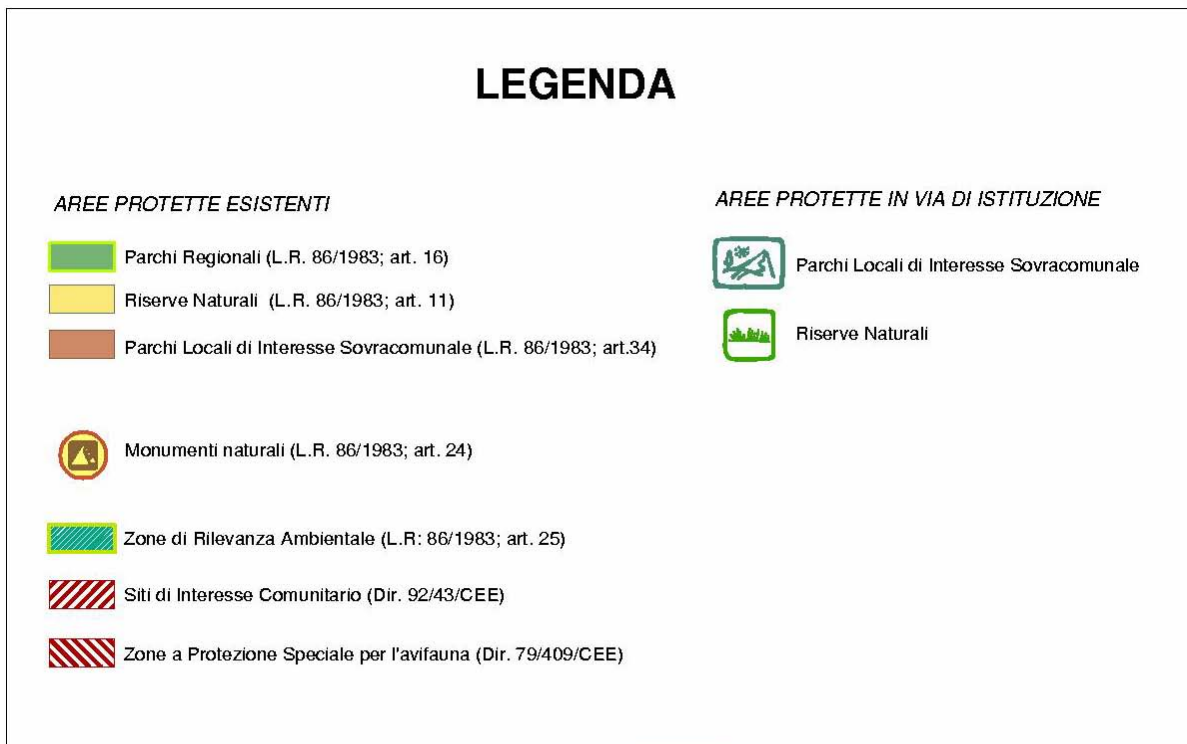 LEGENDA
AREE PROTETTE ESISTENTI
Parchi Regionali (L.R. 86/1983; art. 16)
Riserve Naturali (L.R. 86/1983; art. 11)
Parchi Locali di Interesse Sovracomunale (L.R. 86/1983; art.34)
Monumenti naturali (L.R. 86/1983; art. 24)
Zone di Rilevanza Ambientale (L.R: 86/1983; art. 25)
Siti di Interesse Comunitario (Dir. 92/43/CEE)
Zone a Protezione Speciale per l'avifauna (Dir. 79/409/CEE)
AREE PROTETTE IN VIA DI ISTITUZIONE
Parchi Locali di Interesse Sovracomunale
Riserve Naturali